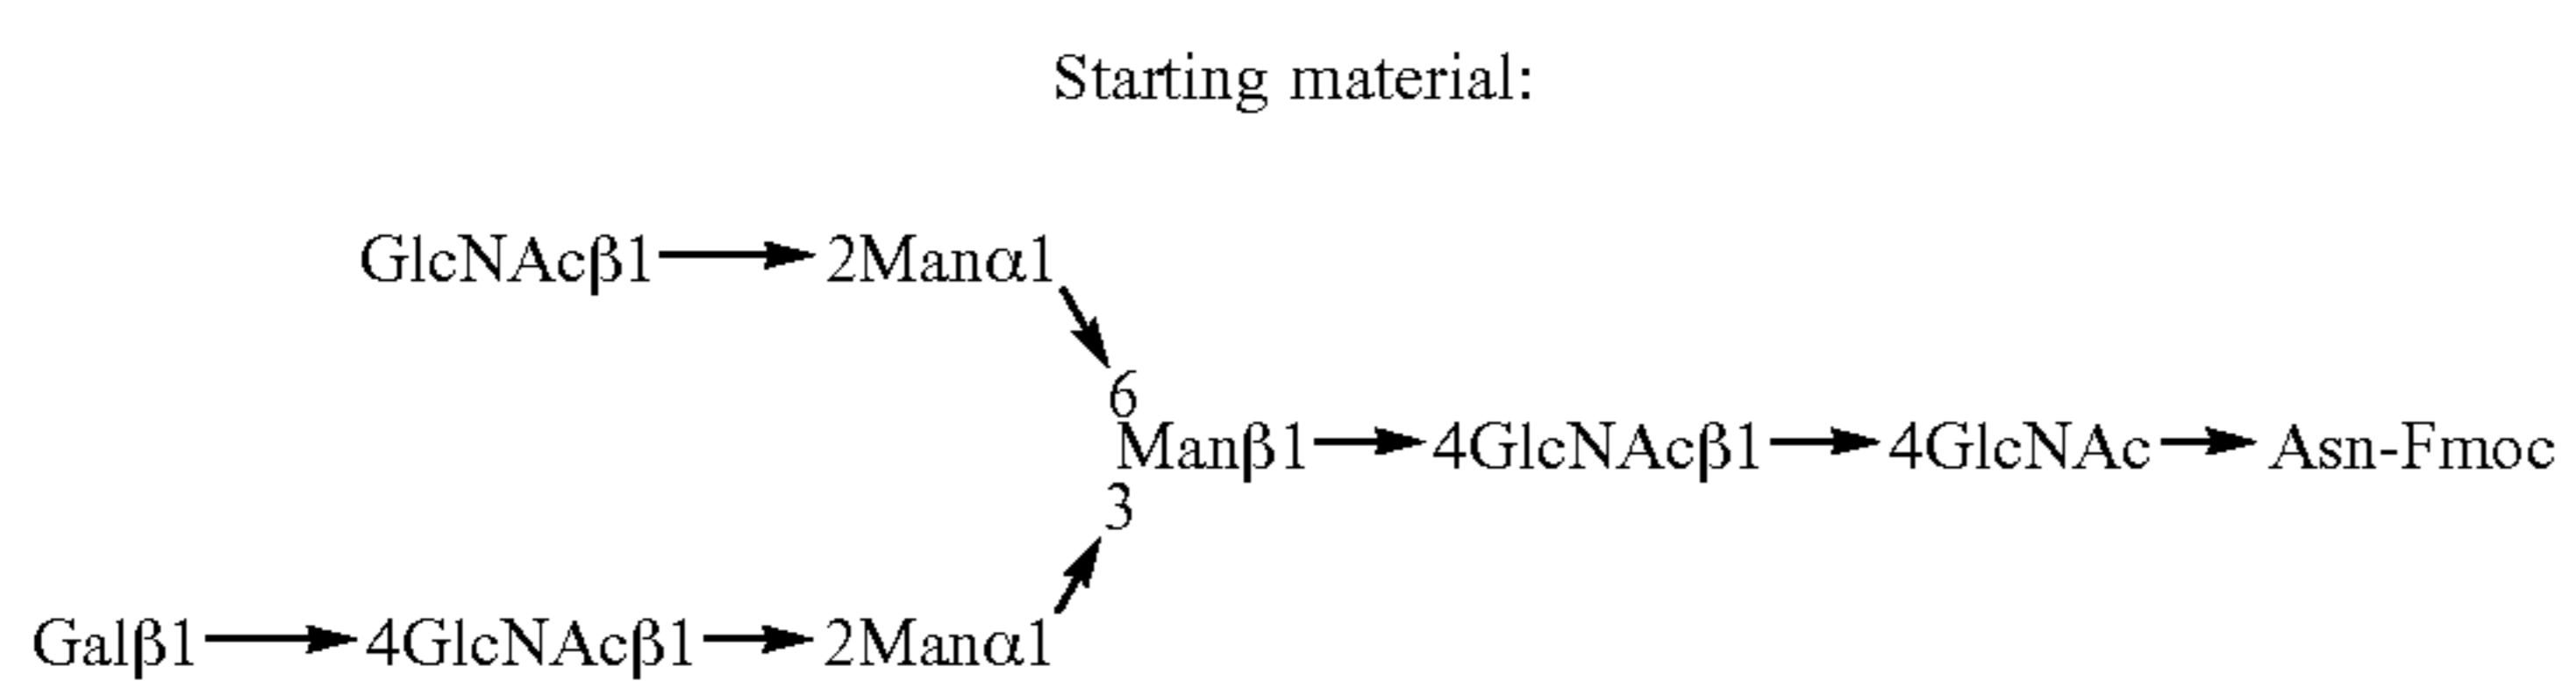 Starting material:
GlcNAcβ1 → 2Manα1
6
Manβ1 → 4GlcNAcβ1 → 4GlcNAc → Asn-Fmoc
3
Galβ1 → 4GlcNAcβ1 → 2Manα1